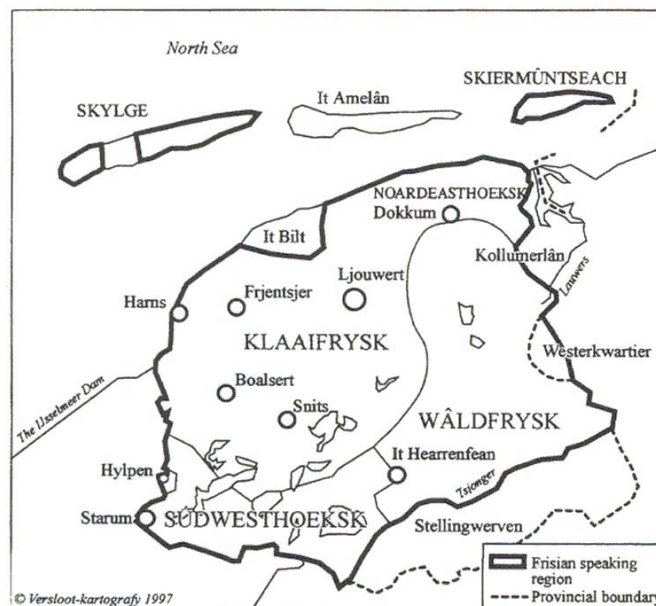 North Sea
SKIERMÛNTSEACH
It Amelân
SKYLGE
NOARDEASTHOEKSK
Dokkum
It Bilt
Kollumerlân
Lauwers
Ljouwert
Frjentsjer
Harns
KLAAIFRYSK
Westerkwartier
Boalsert
Snits
WÂLDFRYSK
The IJsselmeer Dam
It Hearrenfean
Hylpen
Tsjonger
Starum
SÚDWESTHOEKSK
Stellingwerven
Frisian speaking
region
Provincial boundary
© Versloot-kartografy 1997